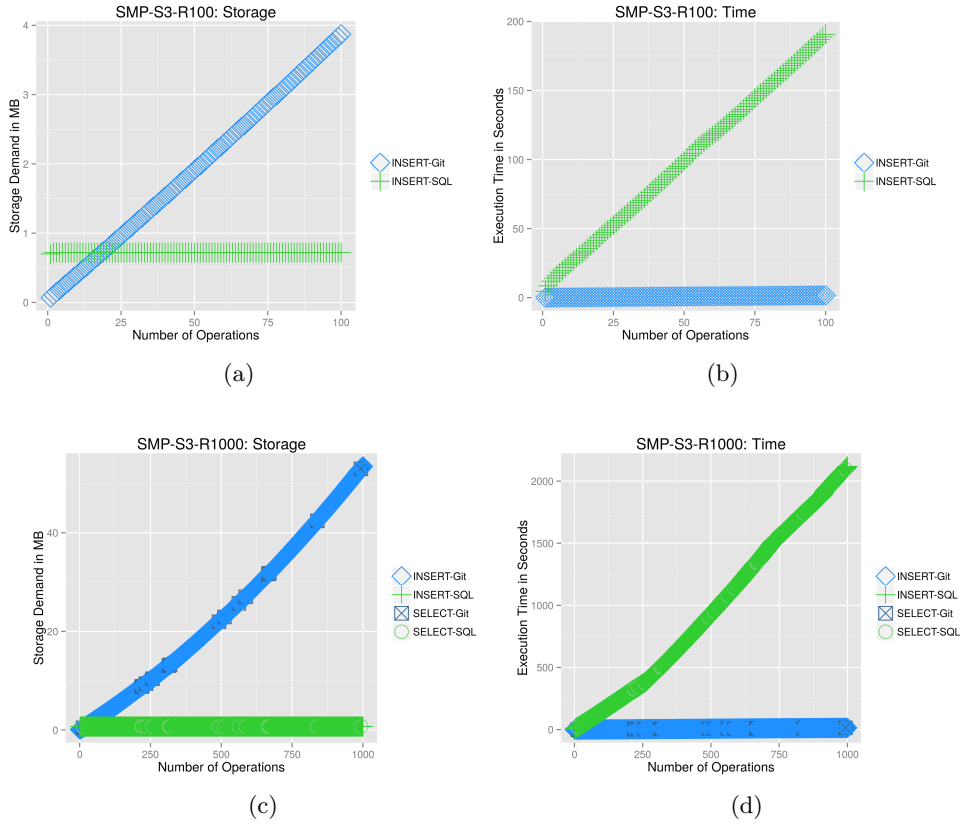 SMP-S3-R100: Storage
Storage Demand in MB
4
3
2
1
0
0 25 50 75 100
Number of Operations
INSERT-Git
INSERT-SQL
(a)
SMP-S3-R100: Time
Execution Time in Seconds
200
150
100
50
0
0 25 50 75 100
Number of Operations
INSERT-Git
INSERT-SQL
(b)
SMP-S3-R1000: Storage
Storage Demand in MB
40
20
0
0 250 500 750 1000
Number of Operations
INSERT-Git
INSERT-SQL
SELECT-Git
SELECT-SQL
(c)
SMP-S3-R1000: Time
Execution Time in Seconds
2000
1500
1000
500
0
0 250 500 750 1000
Number of Operations
INSERT-Git
INSERT-SQL
SELECT-Git
SELECT-SQL
(d)